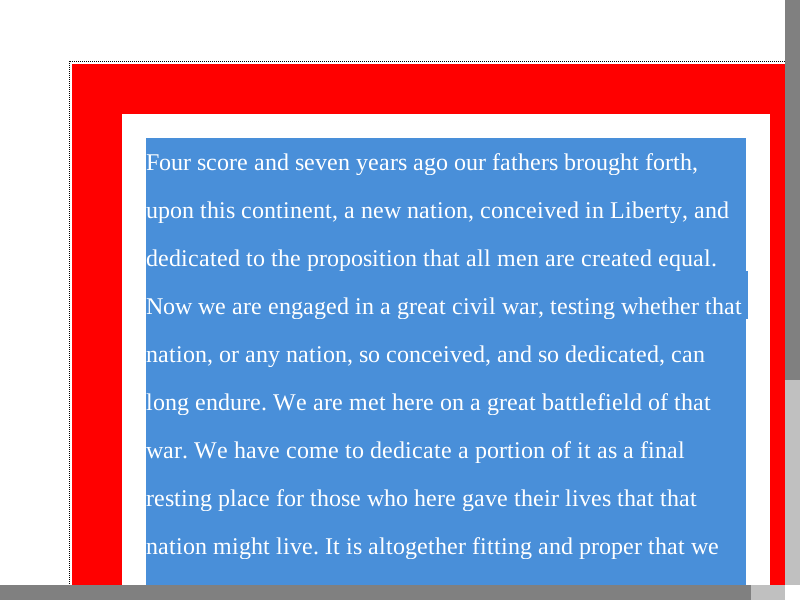 Four score and seven years ago our fathers brought forth,
upon this continent, a new nation, conceived in Liberty, and
dedicated to the proposition that all men are created equal.
Now we are engaged in a great civil war, testing whether that
nation, or any nation, so conceived, and so dedicated, can
long endure. We are met here on a great battlefield of that
war. We have come to dedicate a portion of it as a final
resting place for those who here gave their lives that that
nation might live. It is altogether fitting and proper that we